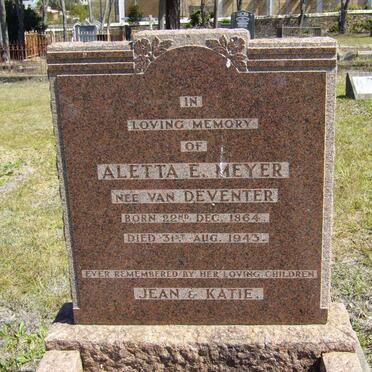 IN
LOVING MEMORY
OF
ALETTA E. MEYER
NEE VAN DEVENTER
BORN 22ND DEC. 1864.
DIED 31ST AUG. 1943.
EVER REMEMBERED BY HER LOVING CHILDREN
JEAN & KATIE.